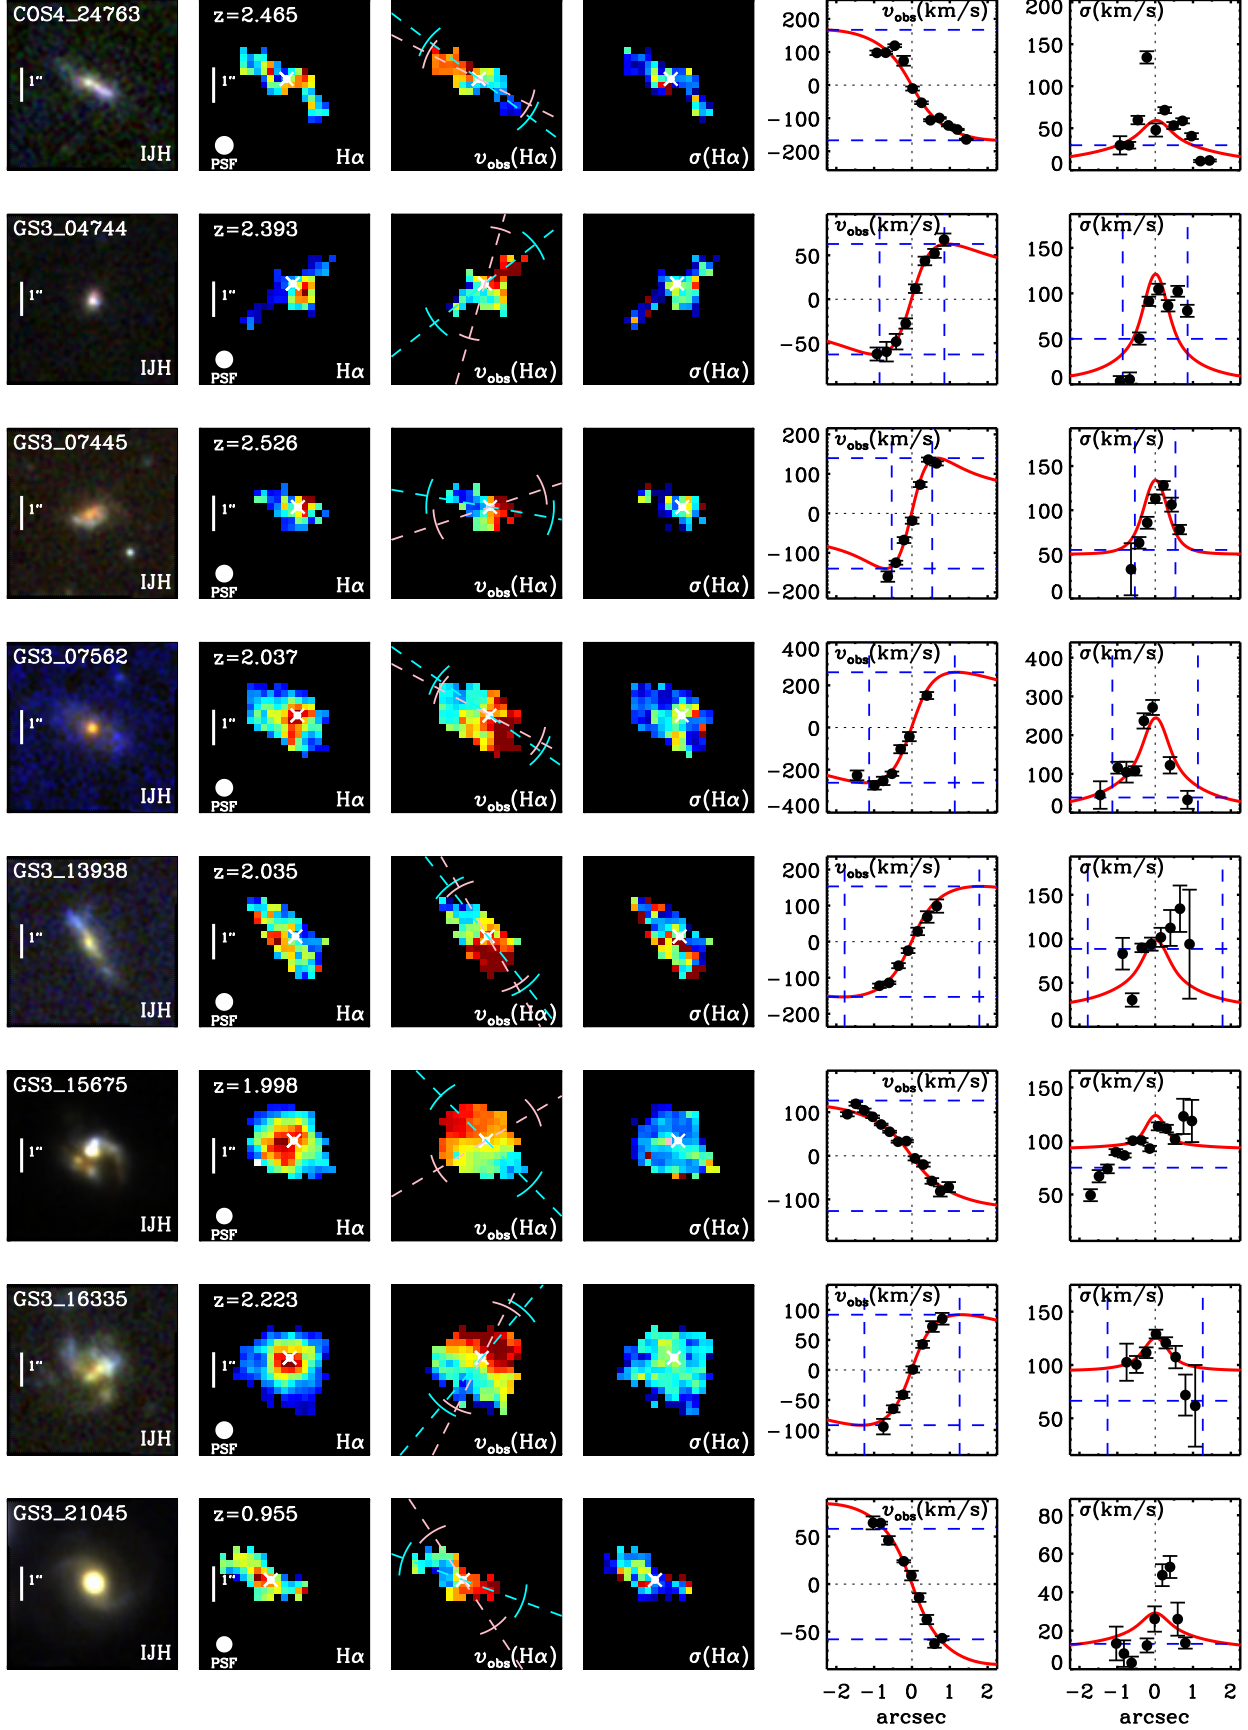 COS4_24763
1"
IJH
z=2.465
1"
PSF
Hα
v_obs(Hα)
σ(Hα)
v_obs(km/s)
200
100
0
−100
−200
σ(km/s)
200
150
100
50
0
GS3_04744
1"
IJH
z=2.393
1"
PSF
Hα
v_obs(Hα)
σ(Hα)
v_obs(km/s)
50
0
−50
σ(km/s)
150
100
50
0
GS3_07445
1"
IJH
z=2.526
1"
PSF
Hα
v_obs(Hα)
σ(Hα)
v_obs(km/s)
200
100
0
−100
−200
σ(km/s)
150
100
50
0
GS3_07562
1"
IJH
z=2.037
1"
PSF
Hα
v_obs(Hα)
σ(Hα)
v_obs(km/s)
400
200
0
−200
−400
σ(km/s)
400
300
200
100
0
GS3_13938
1"
IJH
z=2.035
1"
PSF
Hα
v_obs(Hα)
σ(Hα)
v_obs(km/s)
200
100
0
−100
−200
σ(km/s)
150
100
50
0
GS3_15675
1"
IJH
z=1.998
1"
PSF
Hα
v_obs(Hα)
σ(Hα)
v_obs(km/s)
100
0
−100
σ(km/s)
150
100
50
GS3_16335
1"
IJH
z=2.223
1"
PSF
Hα
v_obs(Hα)
σ(Hα)
v_obs(km/s)
100
50
0
−50
−100
σ(km/s)
150
100
50
GS3_21045
1"
IJH
z=0.955
1"
PSF
Hα
v_obs(Hα)
σ(Hα)
v_obs(km/s)
50
0
−50
σ(km/s)
80
60
40
20
0
−2 −1 0 1 2
arcsec
−2 −1 0 1 2
arcsec